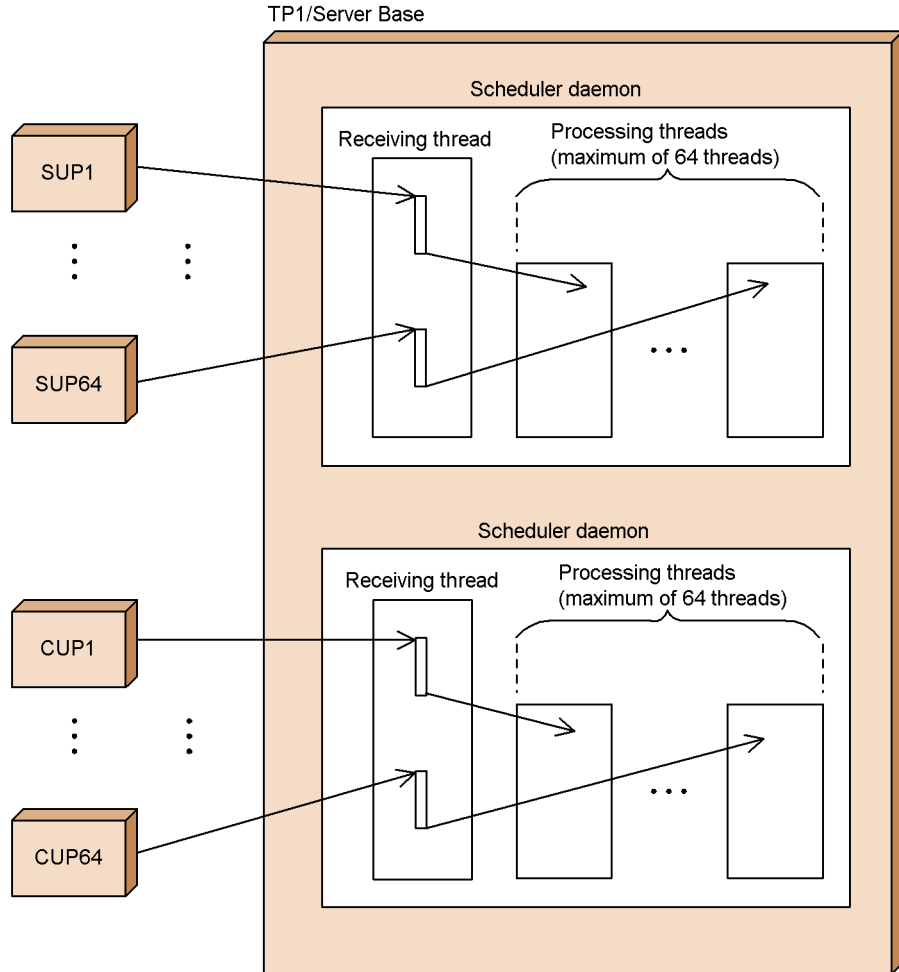 TP1/Server Base
Scheduler daemon
Receiving thread
Processing threads
(maximum of 64 threads)
SUP1
SUP64
Scheduler daemon
Receiving thread
Processing threads
(maximum of 64 threads)
CUP1
CUP64